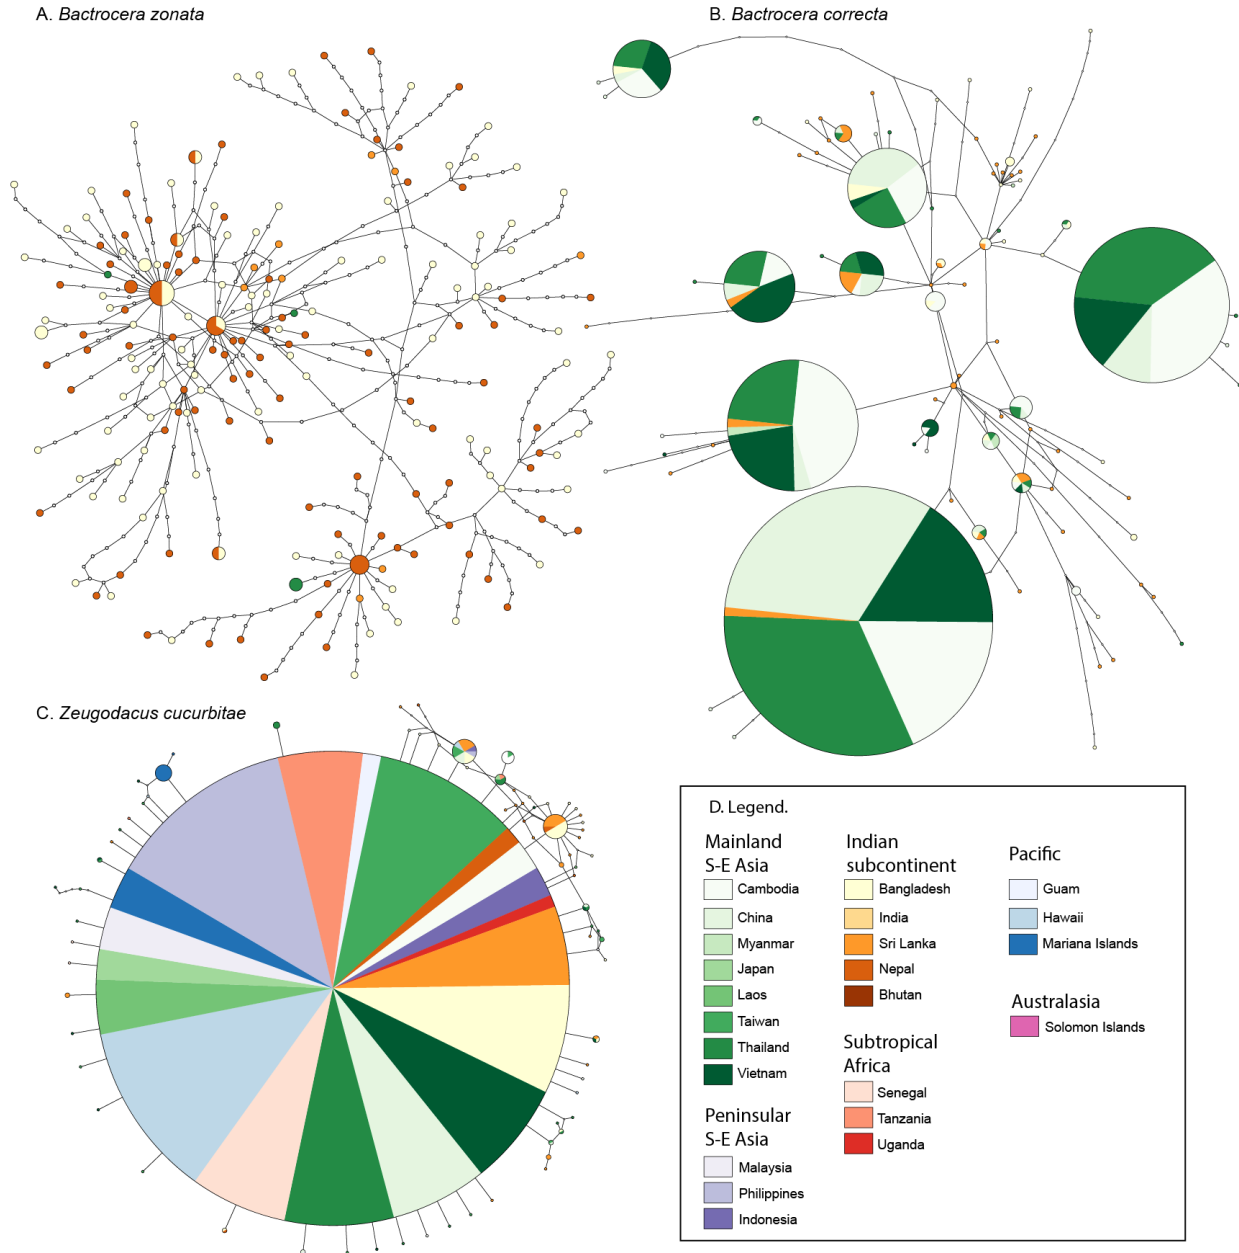 A. Bactrocera zonata
B. Bactrocera correcta
C. Zeugodacus cucurbitae
D. Legend.
Mainland
S-E Asia
Cambodia
China
Myanmar
Japan
Laos
Taiwan
Thailand
Vietnam
Peninsular
S-E Asia
Malaysia
Philippines
Indonesia
Indian
subcontinent
Bangladesh
India
Sri Lanka
Nepal
Bhutan
Subtropical
Africa
Senegal
Tanzania
Uganda
Pacific
Guam
Hawaii
Mariana Islands
Australasia
Solomon Islands